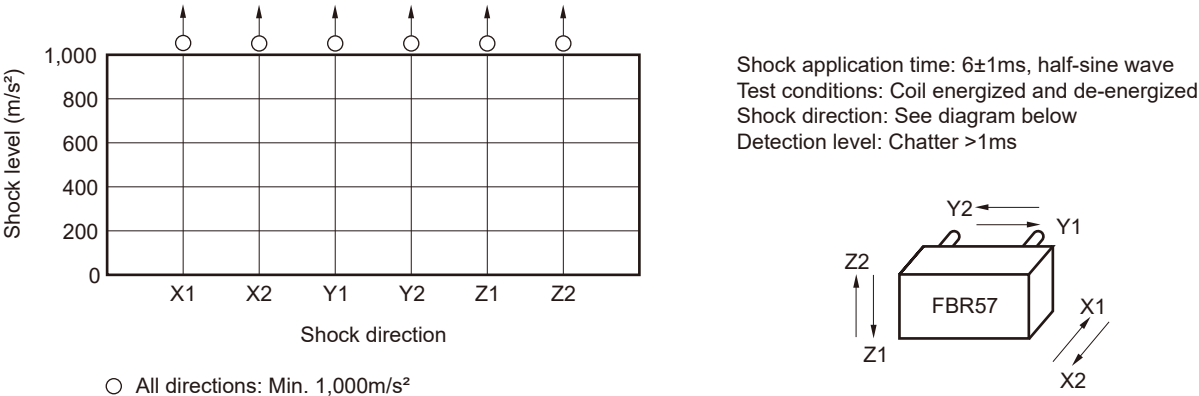 Shock level (m/s²)
1,000
800
600
400
200
0
X1 X2 Y1 Y2 Z1 Z2
Shock direction
All directions: Min. 1,000m/s²
Shock application time: 6±1ms, half-sine wave
Test conditions: Coil energized and de-energized
Shock direction: See diagram below
Detection level: Chatter >1ms
Y2
Y1
Z2
FBR57
X1
Z1
X2